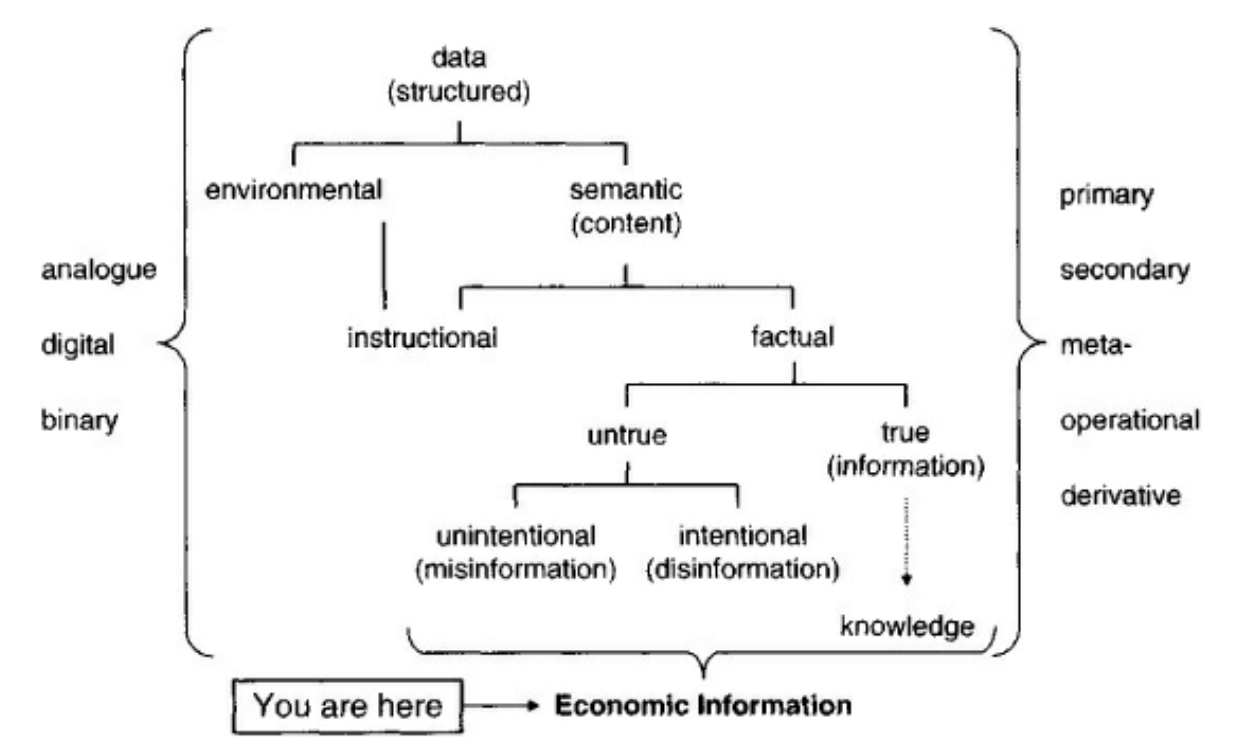 data
(structured)
environmental
semantic
(content)
primary
analogue
secondary
instructional
factual
digital
meta-
binary
untrue
true
(information)
operational
derivative
unintentional
(misinformation)
intentional
(disinformation)
knowledge
You are here
Economic Information